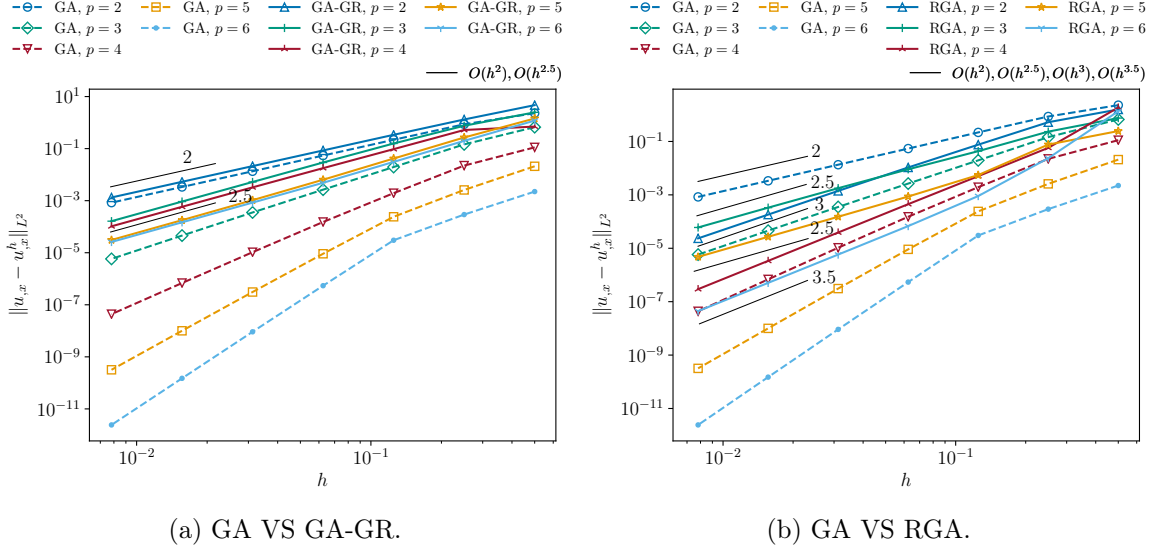 GA, p = 2
GA, p = 5
GA-GR, p = 2
GA-GR, p = 5
GA, p = 3
GA, p = 6
GA-GR, p = 3
GA-GR, p = 6
GA, p = 4
GA-GR, p = 4
O(h^2), O(h^{2.5})
10^1
10^{-1}
10^{-3}
10^{-5}
10^{-7}
10^{-9}
10^{-11}
||u_{,x} − u^h_{,x}||_{L^2}
2
2.5
10^{-2}
10^{-1}
h
(a) GA VS GA-GR.
GA, p = 2
GA, p = 5
RGA, p = 2
RGA, p = 5
GA, p = 3
GA, p = 6
RGA, p = 3
RGA, p = 6
GA, p = 4
RGA, p = 4
O(h^2), O(h^{2.5}), O(h^3), O(h^{3.5})
10^{-1}
10^{-3}
10^{-5}
10^{-7}
10^{-9}
10^{-11}
||u_{,x} − u^h_{,x}||_{L^2}
2
2.5
3
2.5
3.5
10^{-2}
10^{-1}
h
(b) GA VS RGA.